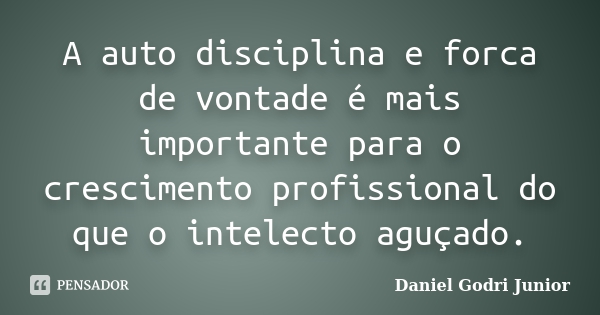 A auto disciplina e forca
de vontade é mais
importante para o
crescimento profissional do
que o intelecto aguçado.
PENSADOR
Daniel Godri Junior